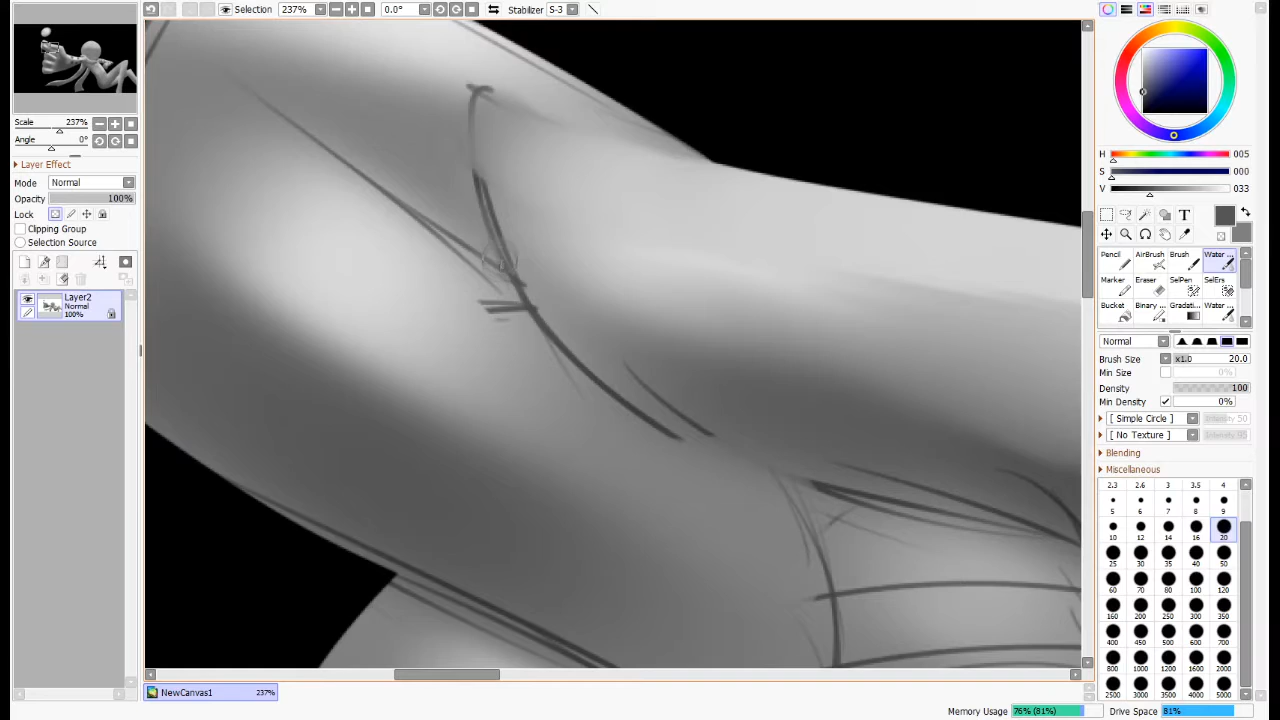 Selection 237% 0.0° Stabilizer S-3
Scale 237%
Angle 0°
Layer Effect
Mode Normal
Opacity 100%
Lock
Clipping Group
Selection Source
Layer2
Normal
100%
H 005
S 000
V 033
T
Pencil AirBrush Brush Water ...
Marker Eraser SelPen SelErs
Bucket Binary ... Gradati... Water ...
Normal
Brush Size x1.0 20.0
Min Size 0%
Density 100
Min Density 0%
[ Simple Circle ] Intensity 50
[ No Texture ] Intensity 95
Blending
Miscellaneous
2.3 2.6 3 3.5 4
5 6 7 8 9
10 12 14 16 20
25 30 35 40 50
60 70 80 100 120
160 200 250 300 350
400 450 500 600 700
800 1000 1200 1600 2000
2500 3000 3500 4000 5000
NewCanvas1 237%
Memory Usage 76% (81%) Drive Space 81%